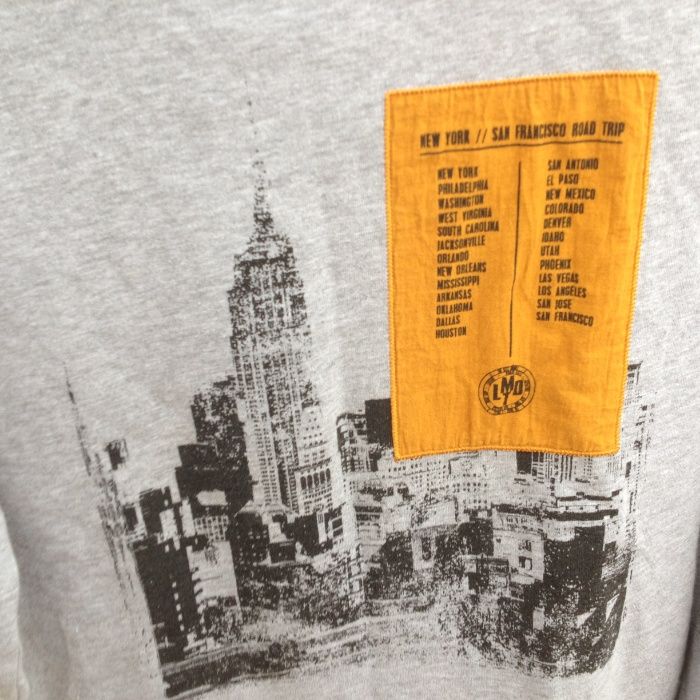 NEW YORK // SAN FRANCISCO ROAD TRIP
NEW YORK
PHILADELPHIA
WASHINGTON
WEST VIRGINIA
SOUTH CAROLINA
JACKSONVILLE
ORLANDO
NEW ORLEANS
MISSISSIPPI
ARKANSAS
OKLAHOMA
DALLAS
HOUSTON
SAN ANTONIO
EL PASO
NEW MEXICO
COLORADO
DENVER
IDAHO
UTAH
PHOENIX
LAS VEGAS
LOS ANGELES
SAN JOSE
SAN FRANCISCO